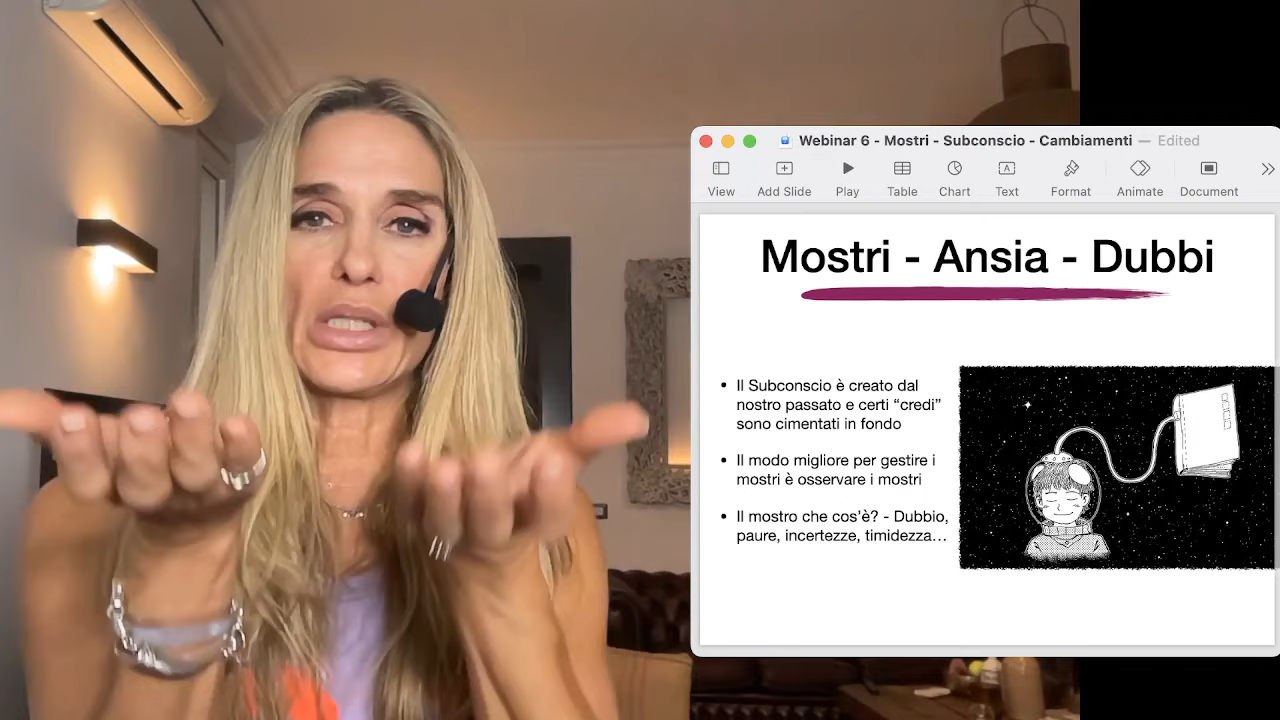 Webinar 6 - Mostri - Subconscio - Cambiamenti — Edited
View Add Slide Play Table Chart Text Format Animate Document
Mostri - Ansia - Dubbi
• Il Subconscio è creato dal
nostro passato e certi “credi”
sono cimentati in fondo
• Il modo migliore per gestire i
mostri è osservare i mostri
• Il mostro che cos’è? - Dubbio,
paure, incertezze, timidezza…